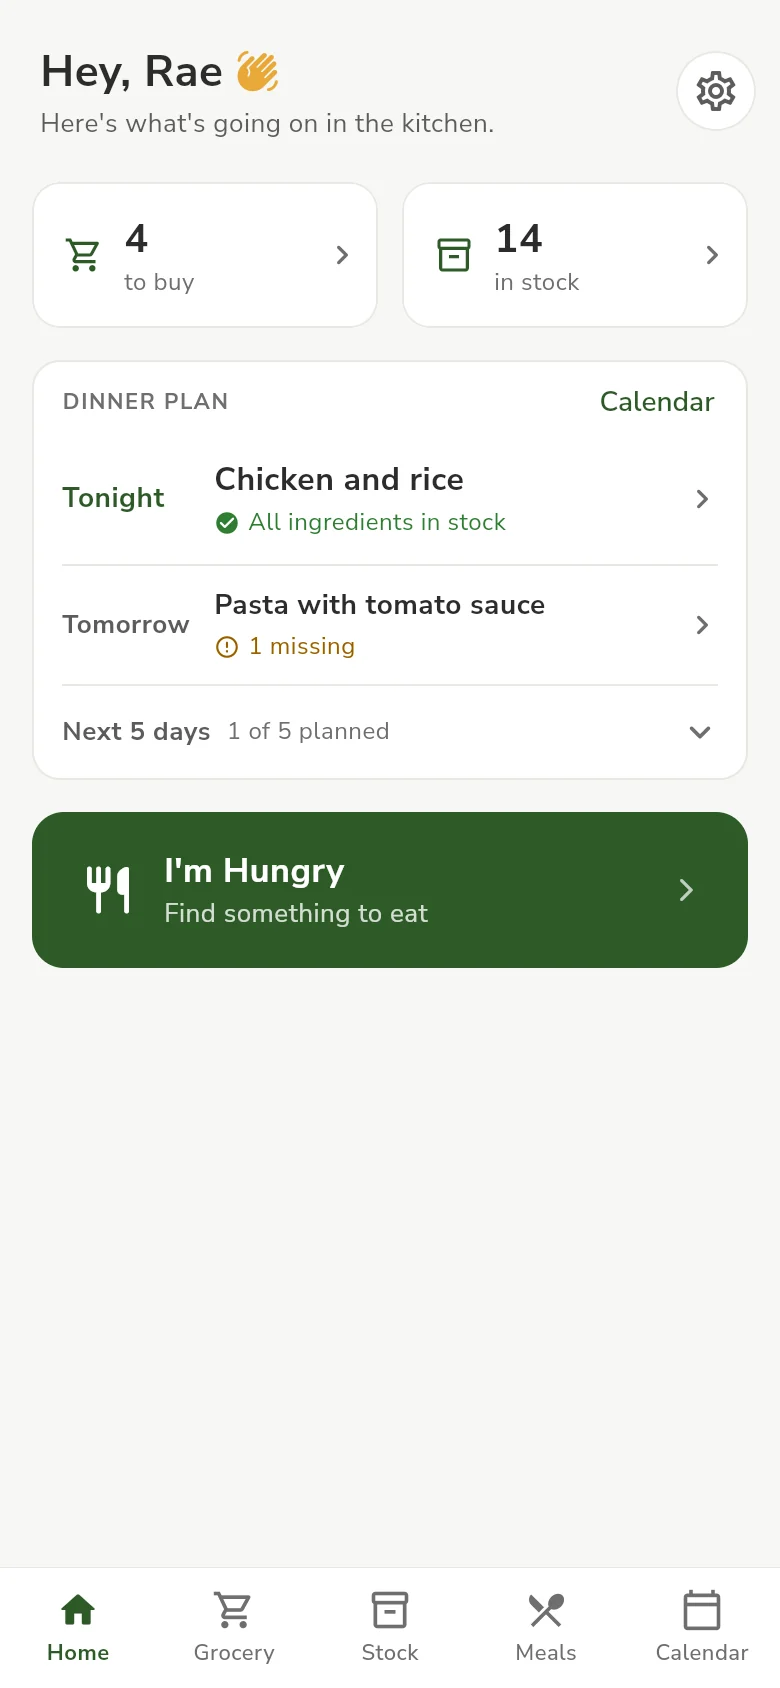 Hey, Rae 👋
Here's what's going on in the kitchen.
4
to buy
14
in stock
DINNER PLAN
Calendar
Tonight
Chicken and rice
All ingredients in stock
Tomorrow
Pasta with tomato sauce
1 missing
Next 5 days 1 of 5 planned
I'm Hungry
Find something to eat
Home
Grocery
Stock
Meals
Calendar